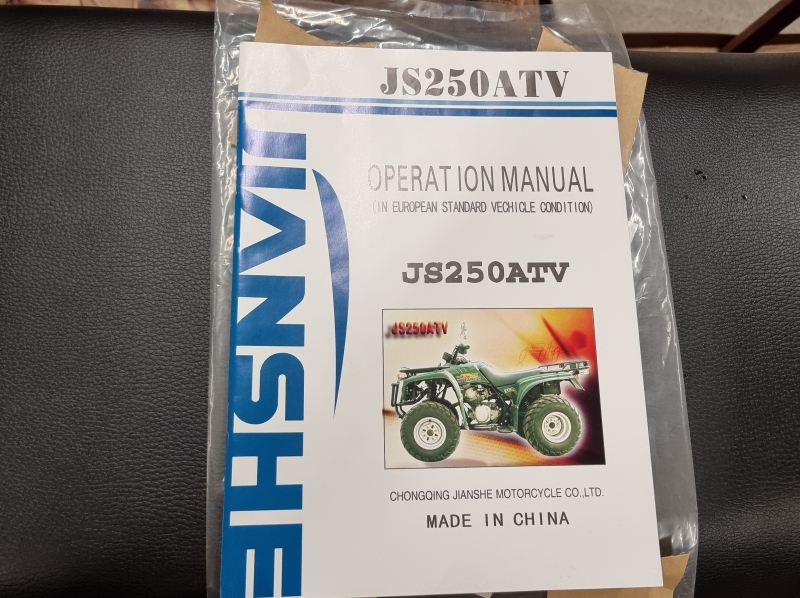 JS250ATV
JIANSHE
OPERATION MANUAL
(IN EUROPEAN STANDARD VECHICLE CONDITION)
JS250ATV
JS250ATV
CHONGQING JIANSHE MOTORCYCLE CO.,LTD.
MADE IN CHINA